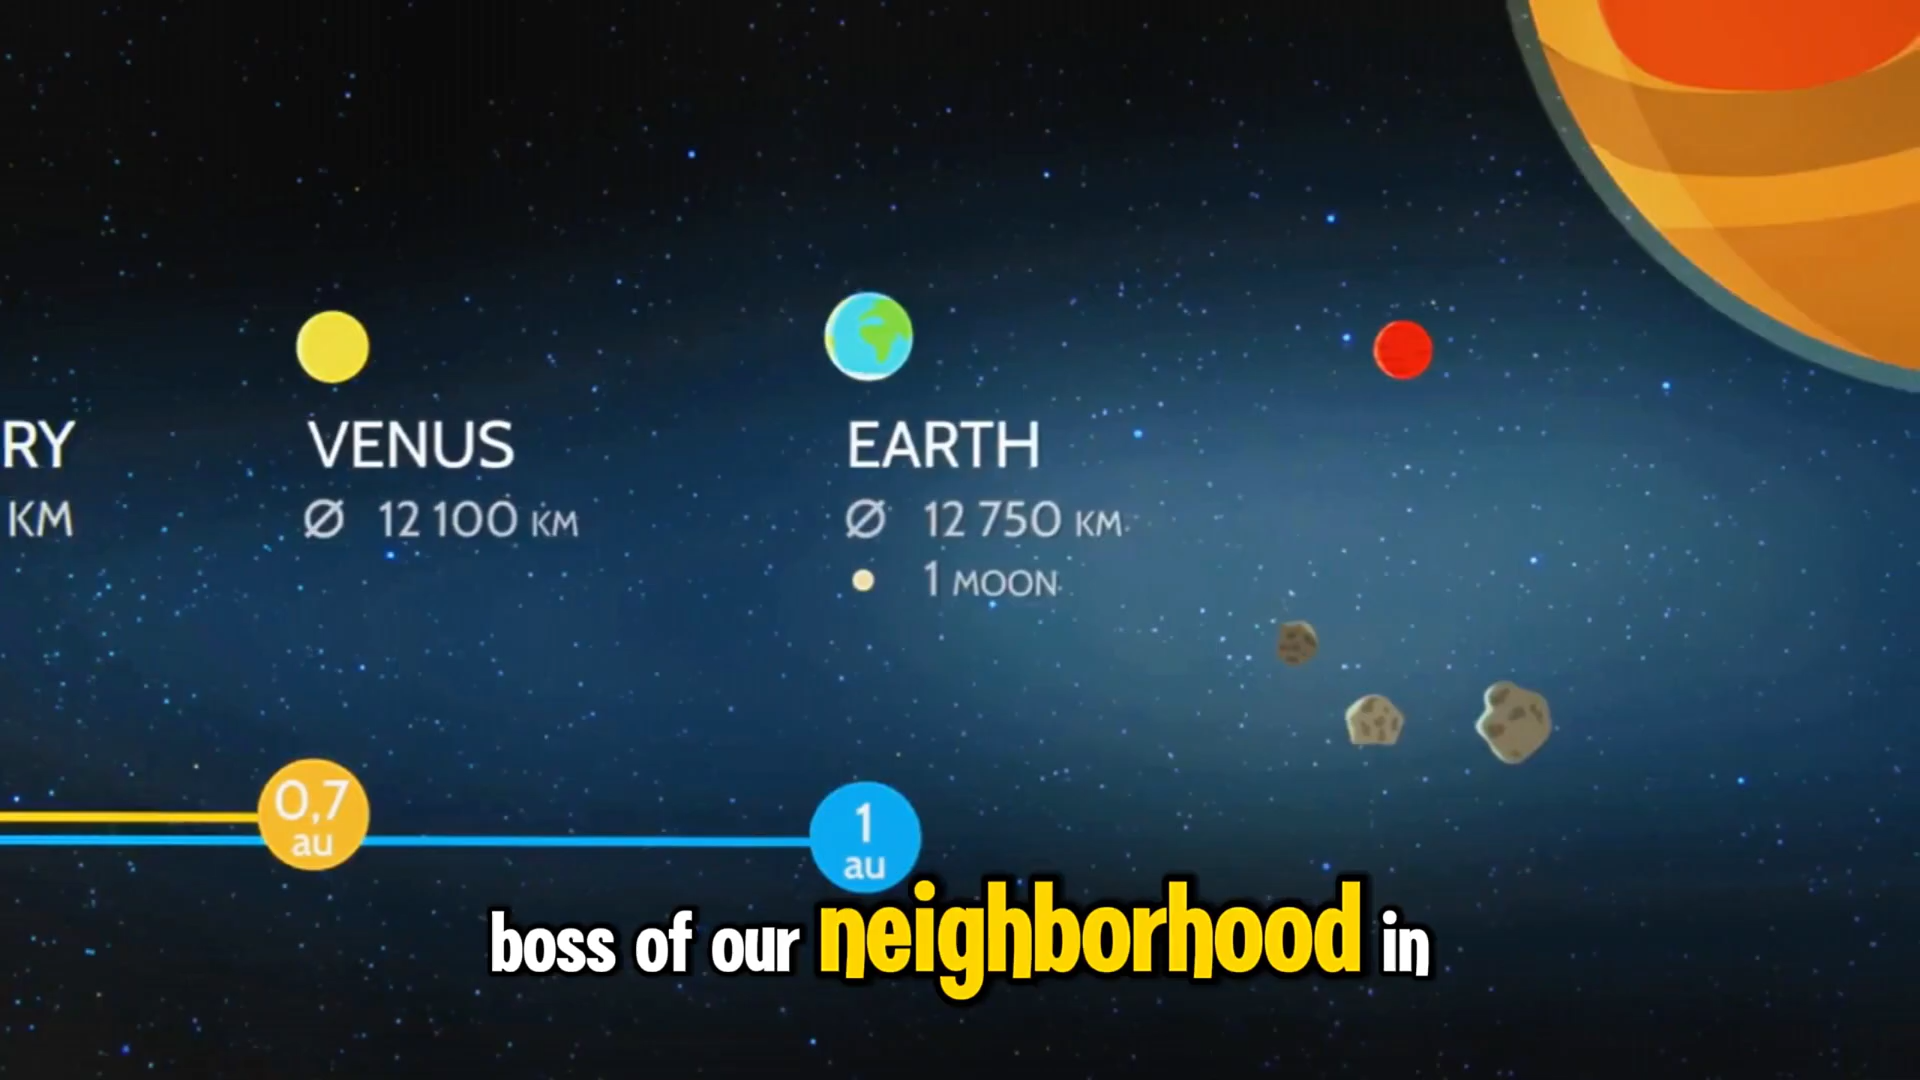 RY
KM
VENUS
Ø 12 100 KM
EARTH
Ø 12 750 KM
1 MOON
0,7
au
1
au
boss of our neighborhood in